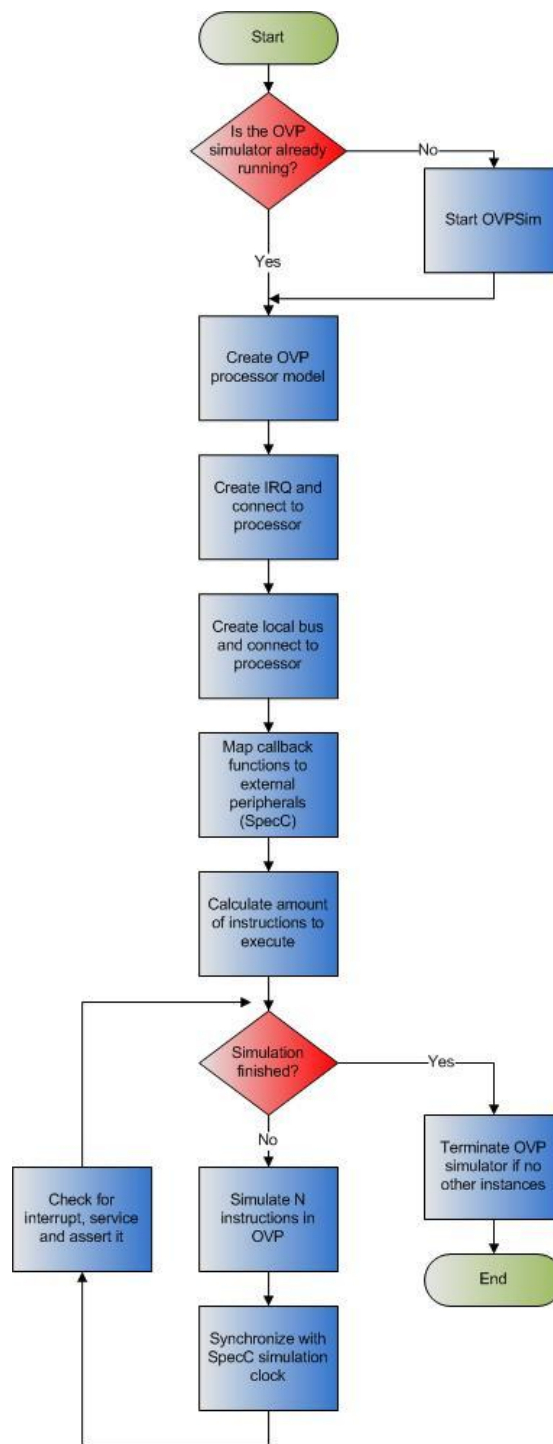 Start
Is the OVP
simulator already
running?
No
Start OVPSim
Yes
Create OVP
processor model
Create IRQ and
connect to
processor
Create local bus
and connect to
processor
Map callback
functions to
external
peripherals
(SpecC)
Calculate amount
of instructions to
execute
Simulation
finished?
Yes
No
Terminate OVP
simulator if no
other instances
Check for
interrupt, service
and assert it
Simulate N
instructions in
OVP
End
Synchronize with
SpecC simulation
clock